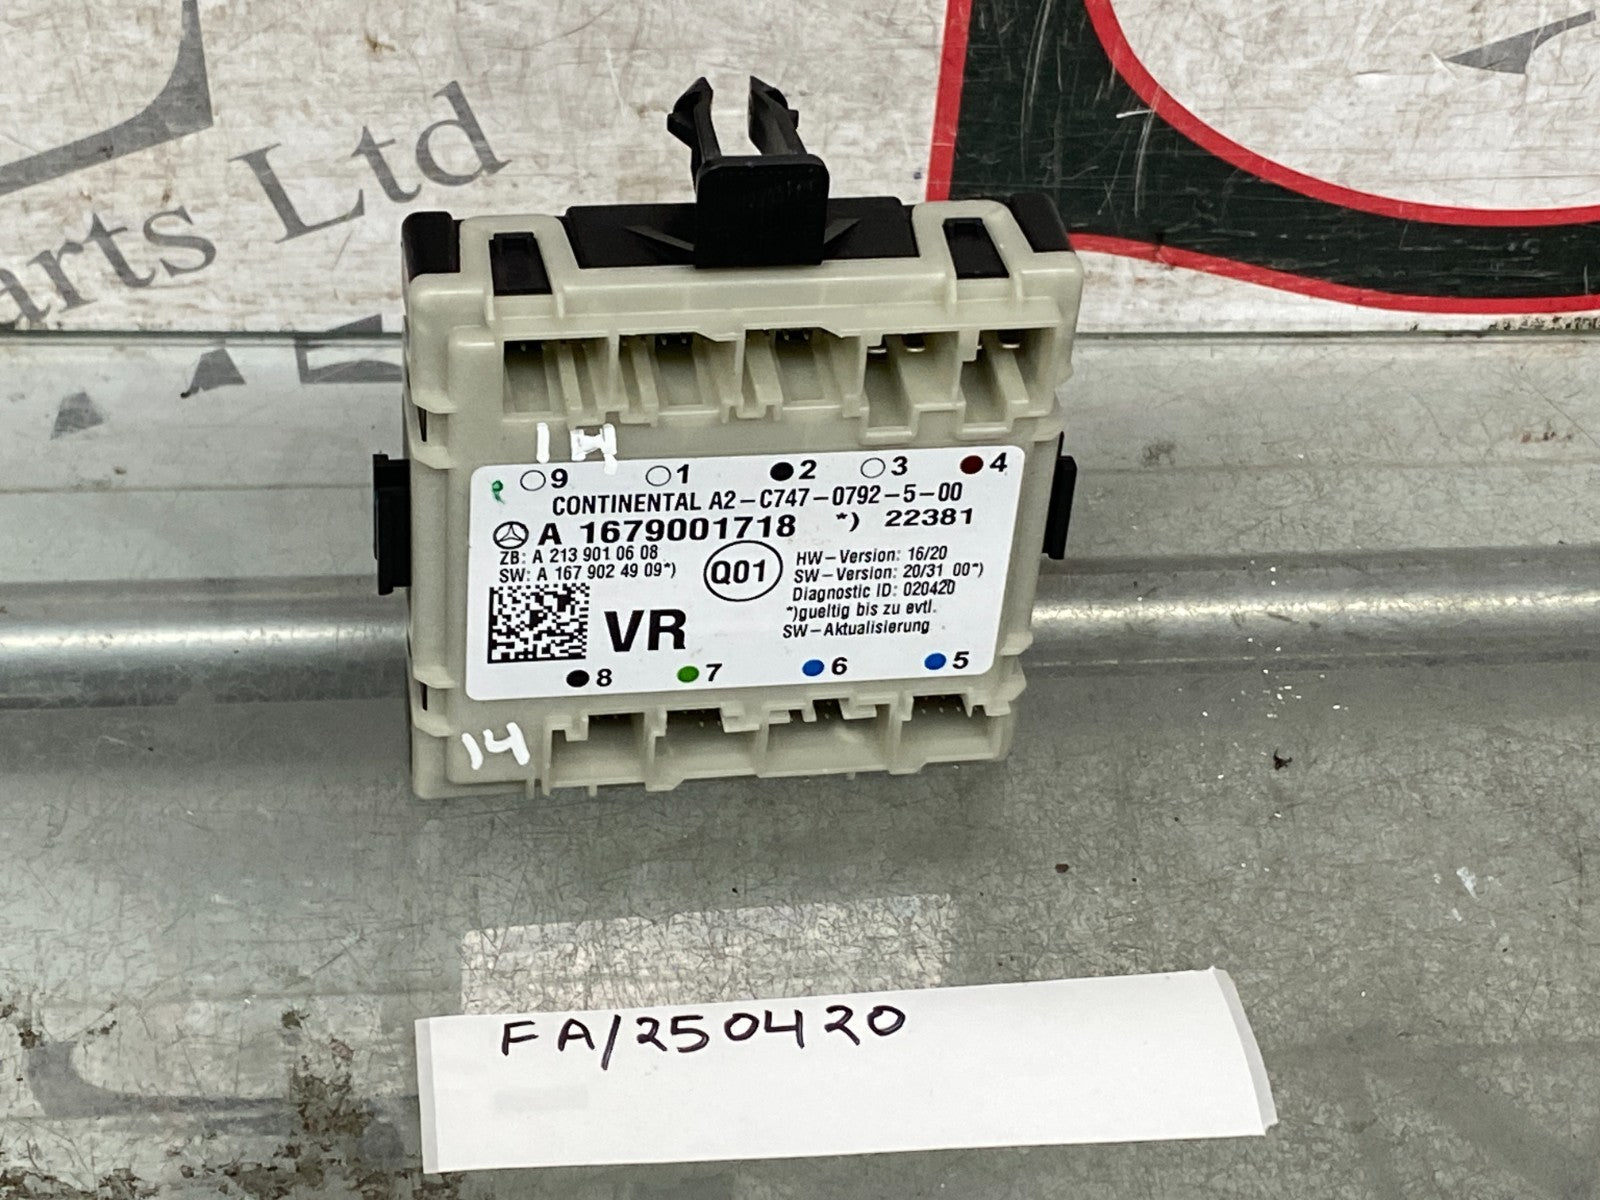 arts Ltd
1H
9 1 2 3 4
CONTINENTAL A2-C747-0792-5-00
A 1679001718 *) 22381
ZB: A 213 901 06 08
SW: A 167 902 49 09*)
Q01
HW-Version: 16/20
SW-Version: 20/31 00*)
Diagnostic ID: 020420
*)gueltig bis zu evtl.
SW-Aktualisierung
VR
8 7 6 5
14
FA/250420